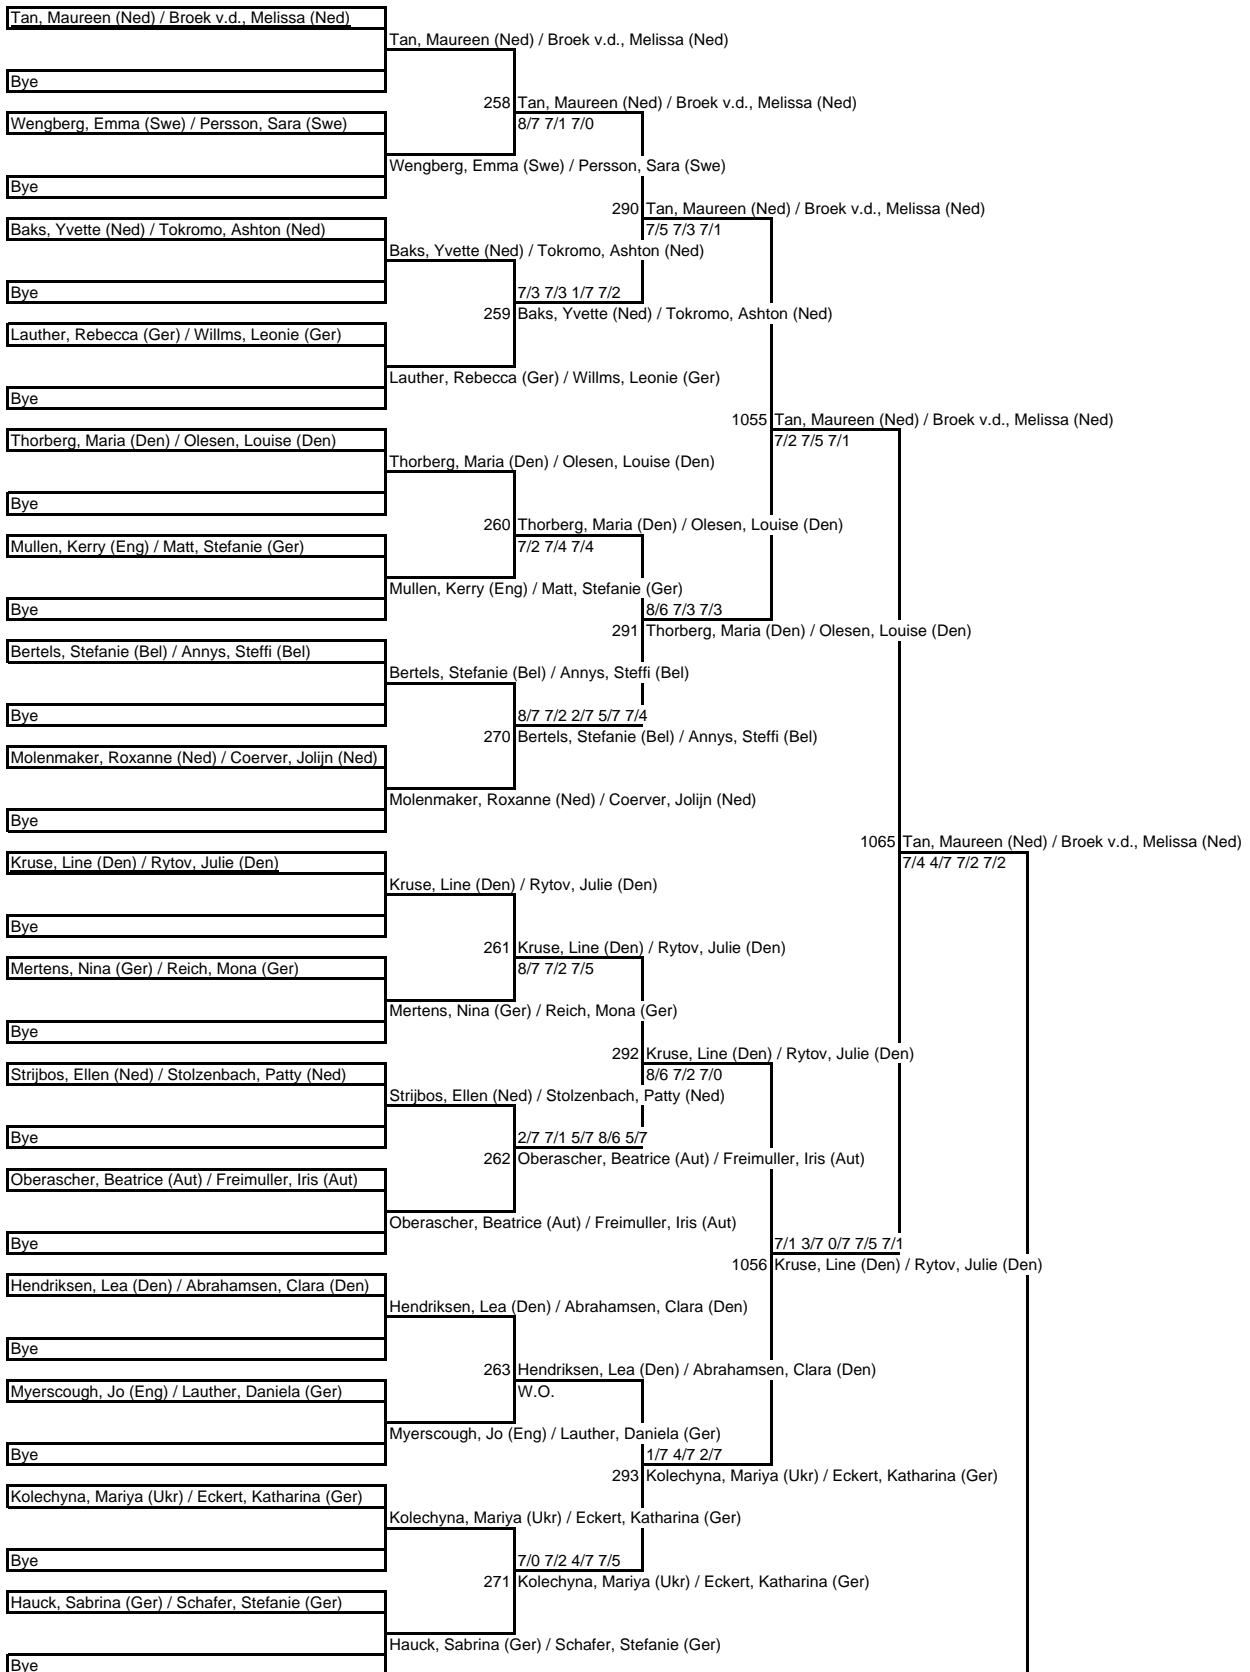 Tan, Maureen (Ned) / Broek v.d., Melissa (Ned)
Tan, Maureen (Ned) / Broek v.d., Melissa (Ned)
Bye
258 Tan, Maureen (Ned) / Broek v.d., Melissa (Ned)
Wengberg, Emma (Swe) / Persson, Sara (Swe)
8/7 7/1 7/0
Wengberg, Emma (Swe) / Persson, Sara (Swe)
Bye
290 Tan, Maureen (Ned) / Broek v.d., Melissa (Ned)
Baks, Yvette (Ned) / Tokromo, Ashton (Ned)
7/5 7/3 7/1
Baks, Yvette (Ned) / Tokromo, Ashton (Ned)
Bye
7/3 7/3 1/7 7/2
259 Baks, Yvette (Ned) / Tokromo, Ashton (Ned)
Lauther, Rebecca (Ger) / Willms, Leonie (Ger)
Lauther, Rebecca (Ger) / Willms, Leonie (Ger)
Bye
1055 Tan, Maureen (Ned) / Broek v.d., Melissa (Ned)
Thorberg, Maria (Den) / Olesen, Louise (Den)
7/2 7/5 7/1
Thorberg, Maria (Den) / Olesen, Louise (Den)
Bye
260 Thorberg, Maria (Den) / Olesen, Louise (Den)
Mullen, Kerry (Eng) / Matt, Stefanie (Ger)
7/2 7/4 7/4
Mullen, Kerry (Eng) / Matt, Stefanie (Ger)
Bye
8/6 7/3 7/3
291 Thorberg, Maria (Den) / Olesen, Louise (Den)
Bertels, Stefanie (Bel) / Annys, Steffi (Bel)
Bertels, Stefanie (Bel) / Annys, Steffi (Bel)
Bye
8/7 7/2 2/7 5/7 7/4
270 Bertels, Stefanie (Bel) / Annys, Steffi (Bel)
Molenmaker, Roxanne (Ned) / Coerver, Jolijn (Ned)
Molenmaker, Roxanne (Ned) / Coerver, Jolijn (Ned)
Bye
1065 Tan, Maureen (Ned) / Broek v.d., Melissa (Ned)
Kruse, Line (Den) / Rytov, Julie (Den)
7/4 4/7 7/2 7/2
Kruse, Line (Den) / Rytov, Julie (Den)
Bye
261 Kruse, Line (Den) / Rytov, Julie (Den)
Mertens, Nina (Ger) / Reich, Mona (Ger)
8/7 7/2 7/5
Mertens, Nina (Ger) / Reich, Mona (Ger)
Bye
292 Kruse, Line (Den) / Rytov, Julie (Den)
Strijbos, Ellen (Ned) / Stolzenbach, Patty (Ned)
8/6 7/2 7/0
Strijbos, Ellen (Ned) / Stolzenbach, Patty (Ned)
Bye
2/7 7/1 5/7 8/6 5/7
262 Oberascher, Beatrice (Aut) / Freimuller, Iris (Aut)
Oberascher, Beatrice (Aut) / Freimuller, Iris (Aut)
Oberascher, Beatrice (Aut) / Freimuller, Iris (Aut)
Bye
7/1 3/7 0/7 7/5 7/1
1056 Kruse, Line (Den) / Rytov, Julie (Den)
Hendriksen, Lea (Den) / Abrahamsen, Clara (Den)
Hendriksen, Lea (Den) / Abrahamsen, Clara (Den)
Bye
263 Hendriksen, Lea (Den) / Abrahamsen, Clara (Den)
Myerscough, Jo (Eng) / Lauther, Daniela (Ger)
W.O.
Myerscough, Jo (Eng) / Lauther, Daniela (Ger)
Bye
1/7 4/7 2/7
293 Kolechyna, Mariya (Ukr) / Eckert, Katharina (Ger)
Kolechyna, Mariya (Ukr) / Eckert, Katharina (Ger)
Kolechyna, Mariya (Ukr) / Eckert, Katharina (Ger)
Bye
7/0 7/2 4/7 7/5
271 Kolechyna, Mariya (Ukr) / Eckert, Katharina (Ger)
Hauck, Sabrina (Ger) / Schafer, Stefanie (Ger)
Hauck, Sabrina (Ger) / Schafer, Stefanie (Ger)
Bye